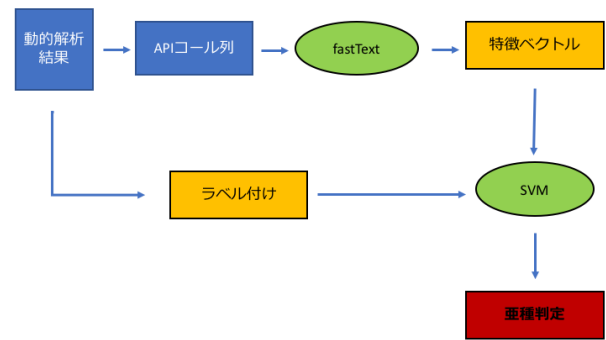 動的解析
結果
APIコール列
fastText
特徴ベクトル
ラベル付け
SVM
亜種判定